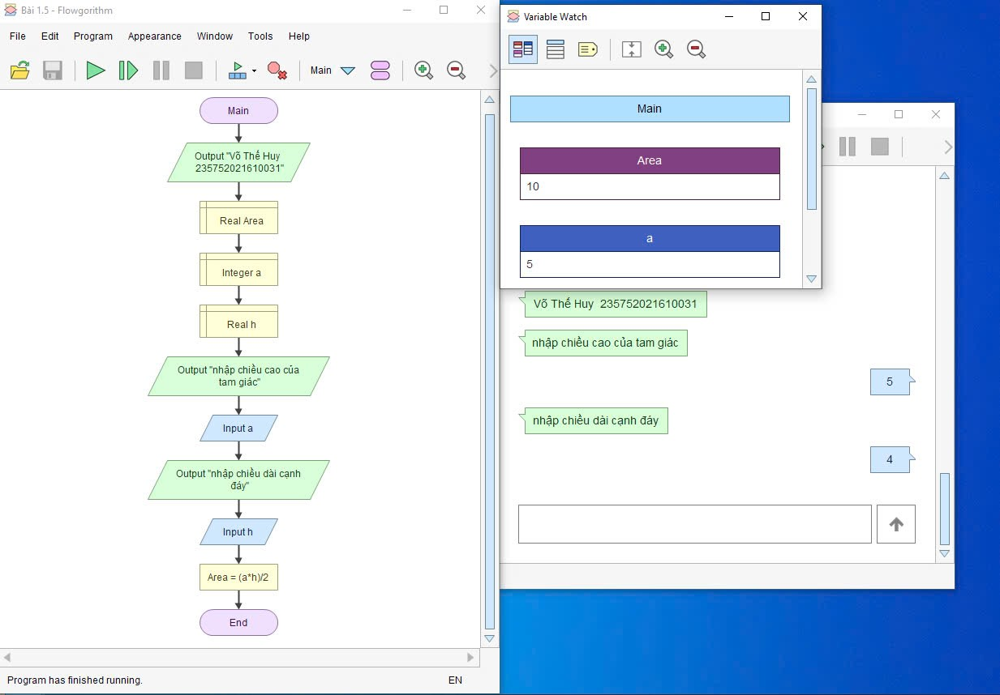 Bài 1.5 - Flowgorithm
File Edit Program Appearance Window Tools Help
Main
Main
Output "Võ Thế Huy
235752021610031"
Real Area
Integer a
Real h
Output "nhập chiều cao của
tam giác"
Input a
Output "nhập chiều dài cạnh
đáy"
Input h
Area = (a*h)/2
End
Program has finished running.
EN
Variable Watch
Main
Area
10
a
5
Võ Thế Huy  235752021610031
nhập chiều cao của tam giác
5
nhập chiều dài cạnh đáy
4